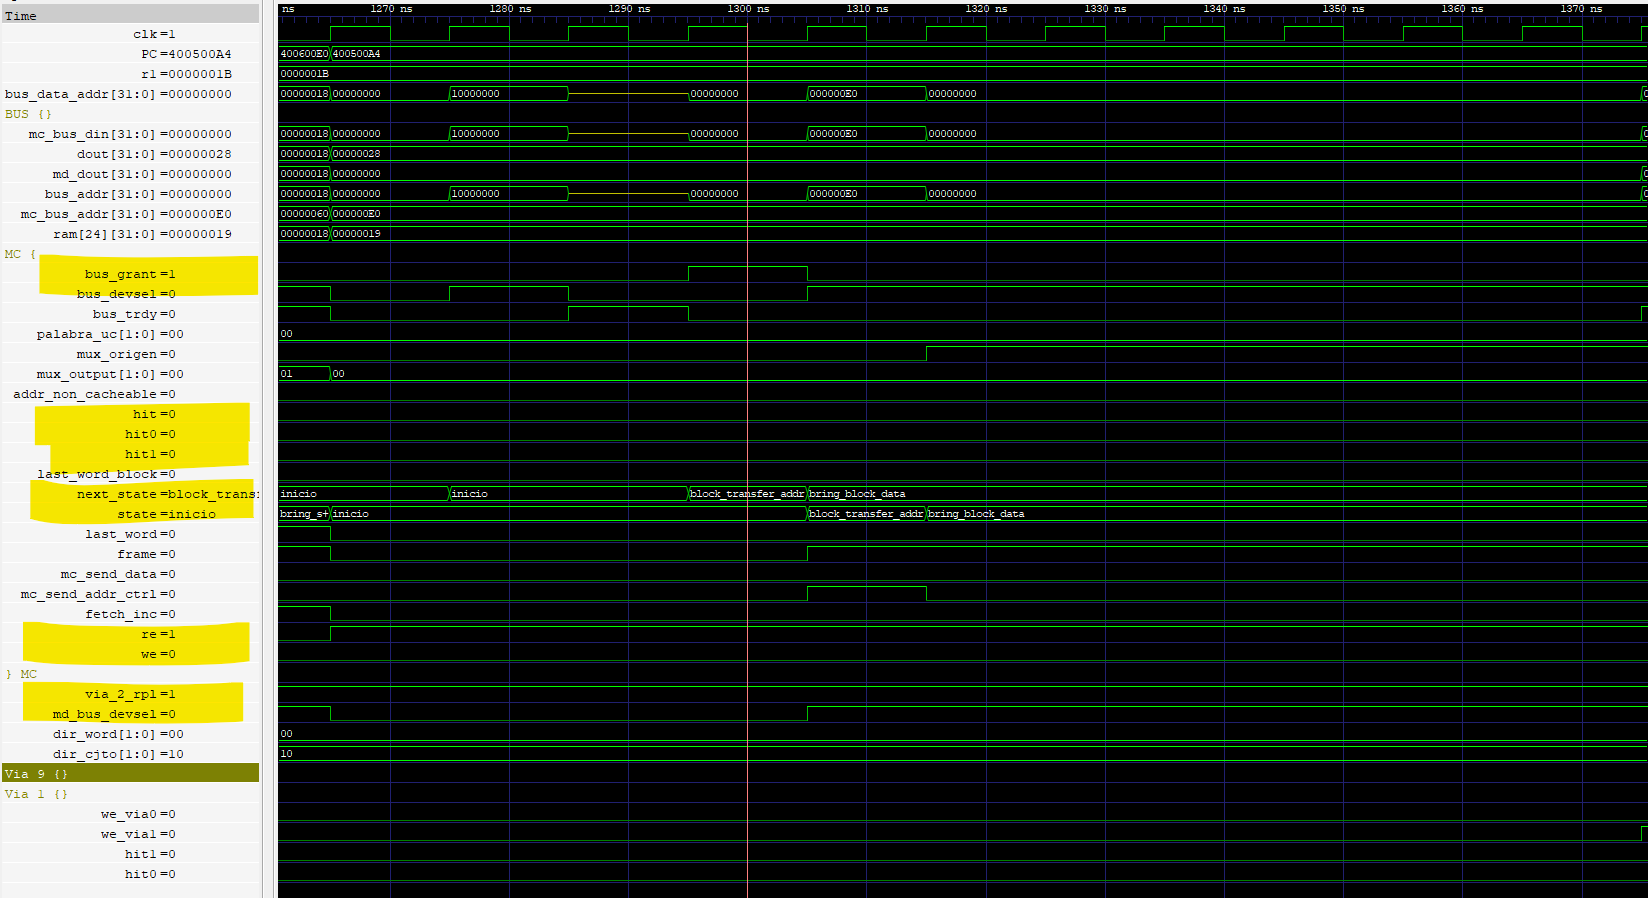 Time ns 1270 ns 1280 ns 1290 ns 1300 ns 1310 ns 1320 ns 1330 ns 1340 ns 1350 ns 1360 ns 1370 ns
clk=1
PC=400500A4 400600E0 400500A4
r1=0000001B 0000001B
bus_data_addr[31:0]=00000000 00000018 00000000 10000000 00000000 000000E0 00000000
BUS {}
mc_bus_din[31:0]=00000000 00000018 00000000 10000000 00000000 000000E0 00000000
dout[31:0]=00000028 00000018 00000028
md_dout[31:0]=00000000 00000018 00000000
bus_addr[31:0]=00000000 00000018 00000000 10000000 00000000 000000E0 00000000
mc_bus_addr[31:0]=000000E0 00000060 000000E0
ram[24][31:0]=00000019 00000018 00000019
MC {
bus_grant=1
bus_devsel=0
bus_trdy=0
palabra_uc[1:0]=00 00
mux_origen=0
mux_output[1:0]=00 01 00
addr_non_cacheable=0
hit=0
hit0=0
hit1=0
last_word_block=0
next_state=block_trans: inicio inicio block_transfer_addr bring_block_data
state=inicio bring_s+ inicio block_transfer_addr bring_block_data
last_word=0
frame=0
mc_send_data=0
mc_send_addr_ctrl=0
fetch_inc=0
re=1
we=0
} MC
via_2_rpl=1
md_bus_devsel=0
dir_word[1:0]=00 00
dir_cjto[1:0]=10 10
Via 9 {}
Via 1 {}
we_via0=0
we_via1=0
hit1=0
hit0=0